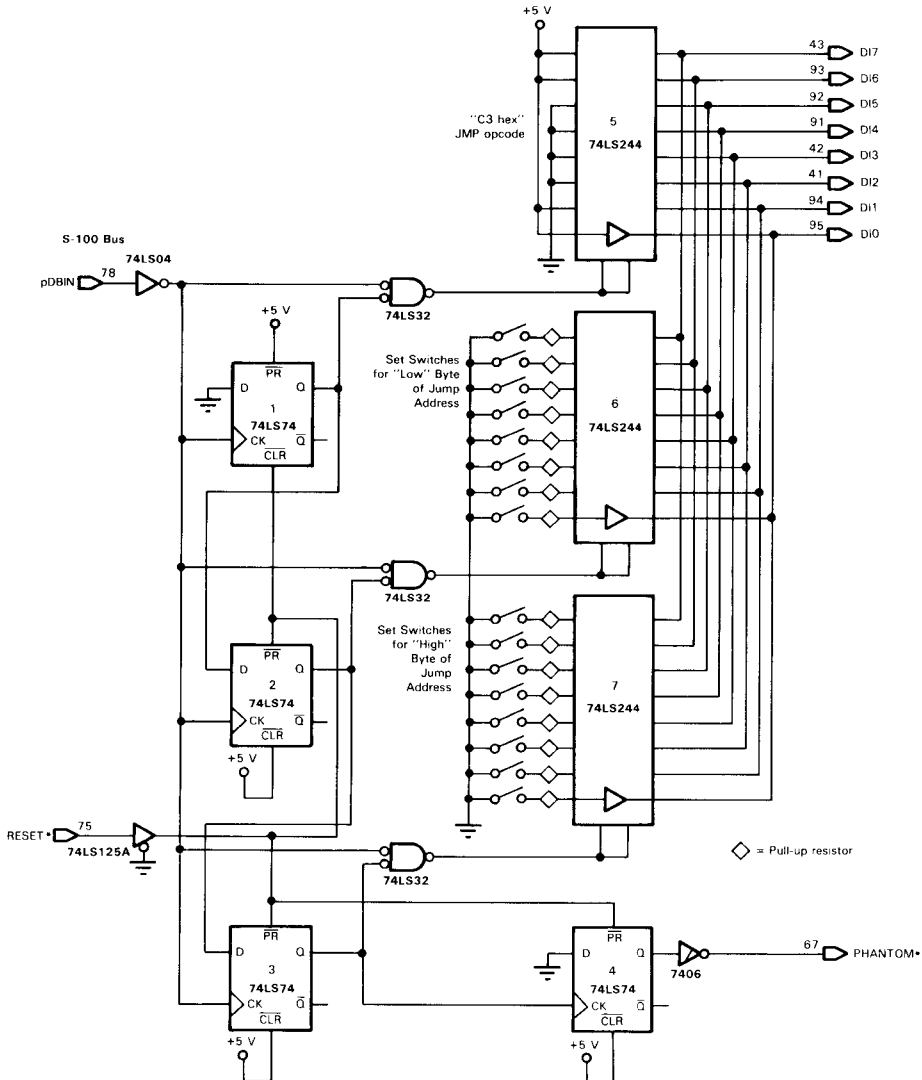 +5 V
43 DI7
93 DI6
92 DI5
91 DI4
42 DI3
41 DI2
94 DI1
95 DI0
"C3 hex"
JMP opcode
5
74LS244
S-100 Bus
pDBIN 78
74LS04
74LS32
+5 V
PR
D Q
1
74LS74
CK Q
CLR
Set Switches
for "Low" Byte
of Jump
Address
6
74LS244
74LS32
PR
D Q
2
74LS74
CK Q
CLR
+5 V
Set Switches
for "High"
Byte of
Jump
Address
7
74LS244
RESET* 75
74LS125A
74LS32
= Pull-up resistor
PR
D Q
3
74LS74
CK Q
CLR
+5 V
PR
D Q
4
74LS74
CK Q
CLR
+5 V
7406
67 PHANTOM*